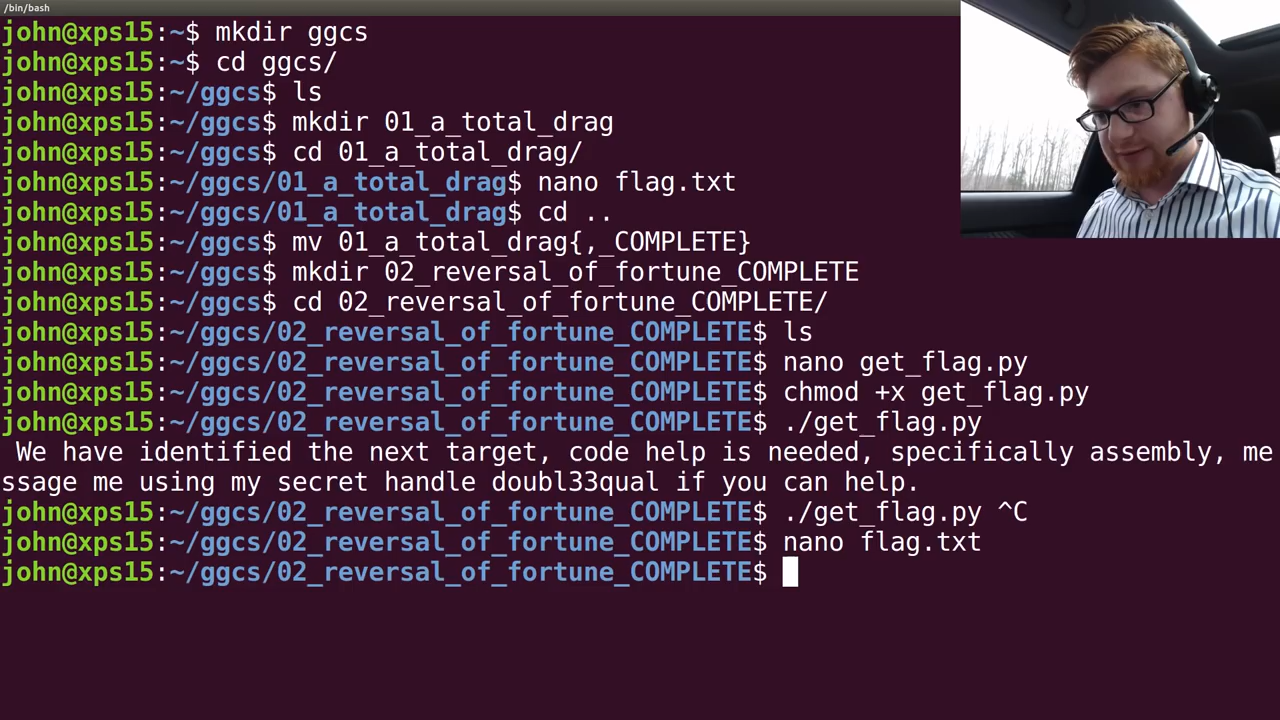 /bin/bash
john@xps15:~$ mkdir ggcs
john@xps15:~$ cd ggcs/
john@xps15:~/ggcs$ ls
john@xps15:~/ggcs$ mkdir 01_a_total_drag
john@xps15:~/ggcs$ cd 01_a_total_drag/
john@xps15:~/ggcs/01_a_total_drag$ nano flag.txt
john@xps15:~/ggcs/01_a_total_drag$ cd ..
john@xps15:~/ggcs$ mv 01_a_total_drag{,_COMPLETE}
john@xps15:~/ggcs$ mkdir 02_reversal_of_fortune_COMPLETE
john@xps15:~/ggcs$ cd 02_reversal_of_fortune_COMPLETE/
john@xps15:~/ggcs/02_reversal_of_fortune_COMPLETE$ ls
john@xps15:~/ggcs/02_reversal_of_fortune_COMPLETE$ nano get_flag.py
john@xps15:~/ggcs/02_reversal_of_fortune_COMPLETE$ chmod +x get_flag.py
john@xps15:~/ggcs/02_reversal_of_fortune_COMPLETE$ ./get_flag.py
We have identified the next target, code help is needed, specifically assembly, me
ssage me using my secret handle doubl33qual if you can help.
john@xps15:~/ggcs/02_reversal_of_fortune_COMPLETE$ ./get_flag.py ^C
john@xps15:~/ggcs/02_reversal_of_fortune_COMPLETE$ nano flag.txt
john@xps15:~/ggcs/02_reversal_of_fortune_COMPLETE$